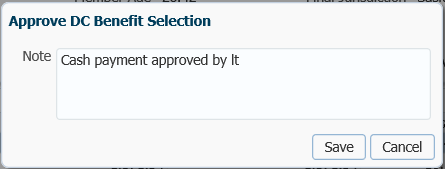 Approve DC Benefit Selection
Note
Cash payment approved by lt
Save
Cancel